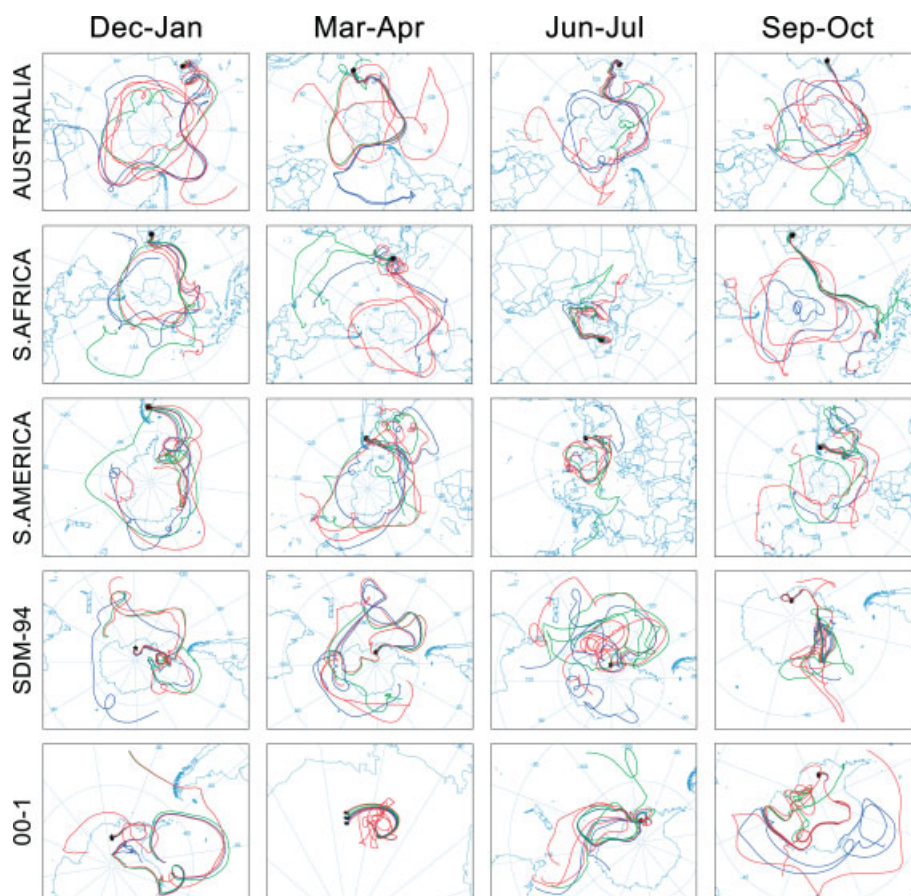 Dec-Jan Mar-Apr Jun-Jul Sep-Oct
AUSTRALIA
S.AFRICA
S.AMERICA
SDM-94
00-1